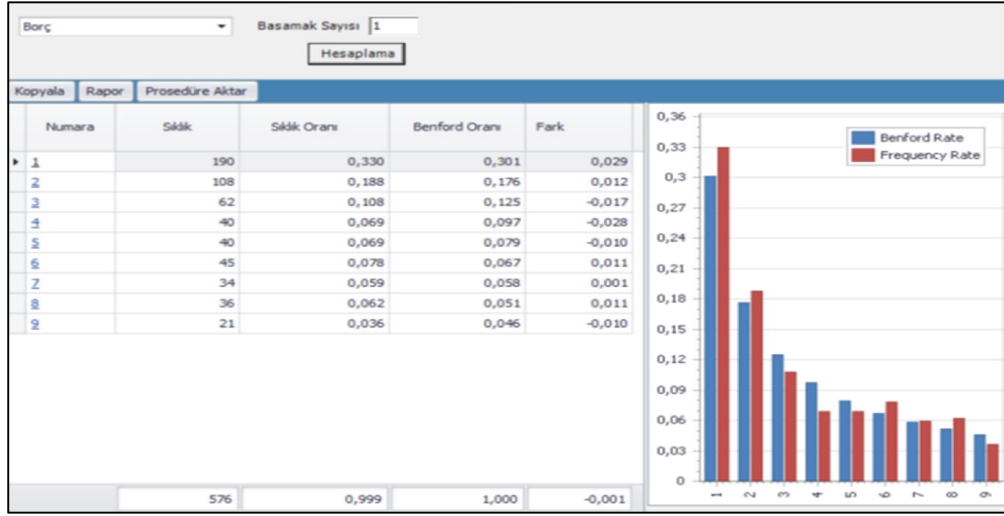 Borç Basamak Sayısı 1
Hesaplama
Kopyala Rapor Prosedüre Aktar
Numara Sıklık Sıklık Oranı Benford Oranı Fark
1 190 0,330 0,301 0,029
2 108 0,188 0,176 0,012
3 62 0,108 0,125 -0,017
4 40 0,069 0,097 -0,028
5 40 0,069 0,079 -0,010
6 45 0,078 0,067 0,011
7 34 0,059 0,058 0,001
8 36 0,062 0,051 0,011
9 21 0,036 0,046 -0,010
576 0,999 1,000 -0,001
Benford Rate
Frequency Rate
0,36
0,33
0,3
0,27
0,24
0,21
0,18
0,15
0,12
0,09
0,06
0,03
0
1 2 3 4 5 6 7 8 9